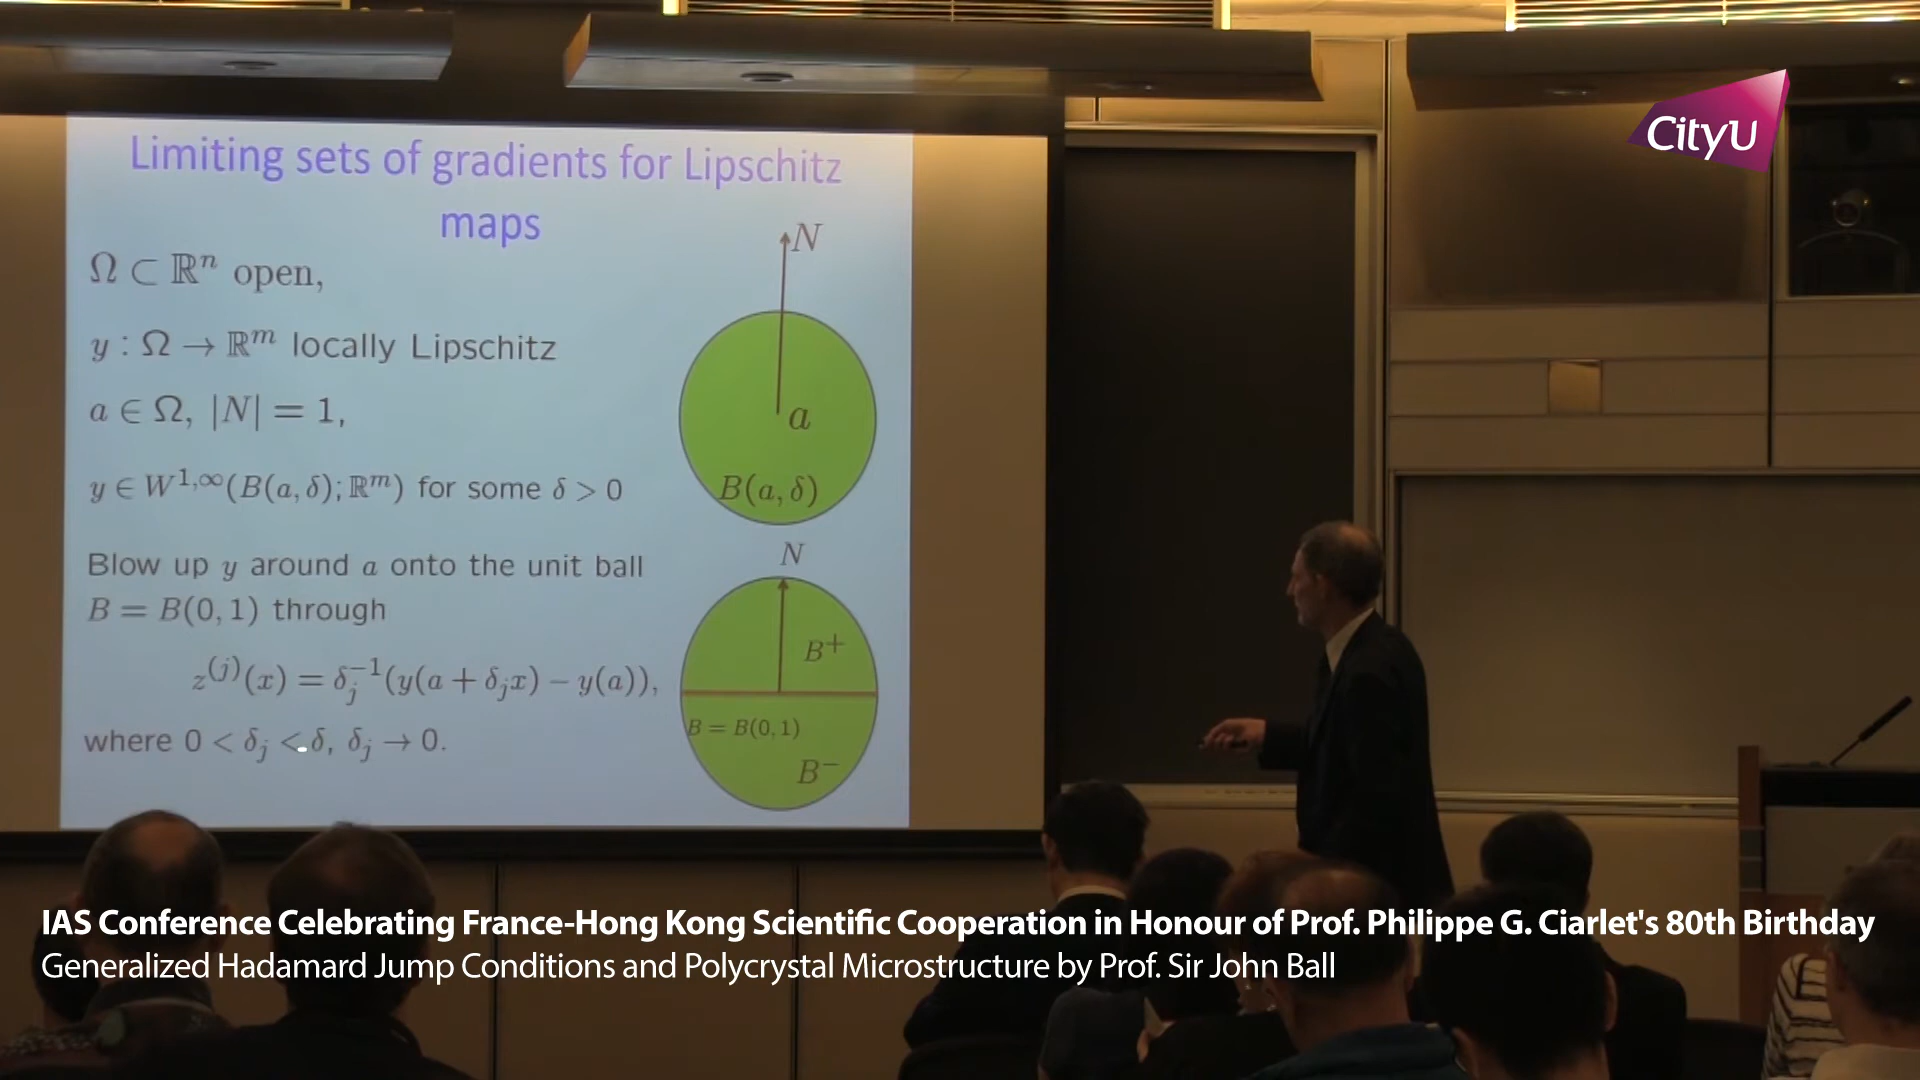 CityU
Limiting sets of gradients for Lipschitz
maps
Ω ⊂ ℝⁿ open,
y : Ω → ℝᵐ locally Lipschitz
a ∈ Ω, |N| = 1,
y ∈ W^{1,∞}(B(a, δ); ℝᵐ) for some δ > 0
Blow up y around a onto the unit ball
B = B(0, 1) through
z^{(j)}(x) = δ_j^{-1}(y(a + δ_j x) − y(a)),
where 0 < δ_j < δ, δ_j → 0.
N
a
B(a, δ)
N
B⁺
B = B(0, 1)
B⁻
IAS Conference Celebrating France-Hong Kong Scientific Cooperation in Honour of Prof. Philippe G. Ciarlet's 80th Birthday
Generalized Hadamard Jump Conditions and Polycrystal Microstructure by Prof. Sir John Ball